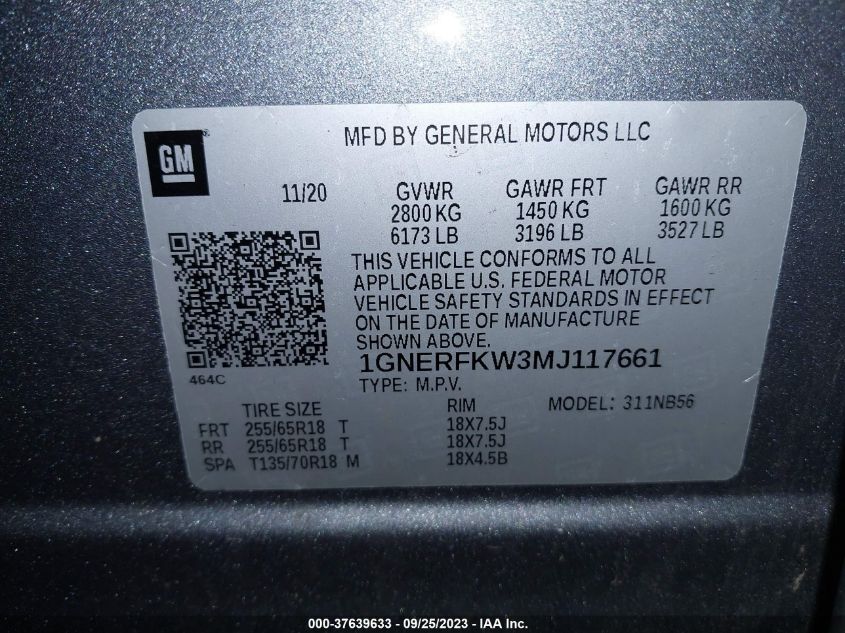 MFD BY GENERAL MOTORS LLC
GM
11/20 GVWR GAWR FRT GAWR RR
2800 KG 1450 KG 1600 KG
6173 LB 3196 LB 3527 LB
THIS VEHICLE CONFORMS TO ALL
APPLICABLE U.S. FEDERAL MOTOR
VEHICLE SAFETY STANDARDS IN EFFECT
ON THE DATE OF MANUFACTURE
SHOWN ABOVE.
464C
1GNERFKW3MJ117661
TYPE: M.P.V.
TIRE SIZE RIM MODEL: 311NB56
FRT 255/65R18 T 18X7.5J
RR 255/65R18 T 18X7.5J
SPA T135/70R18 M 18X4.5B
000-37639633 - 09/25/2023 - IAA Inc.